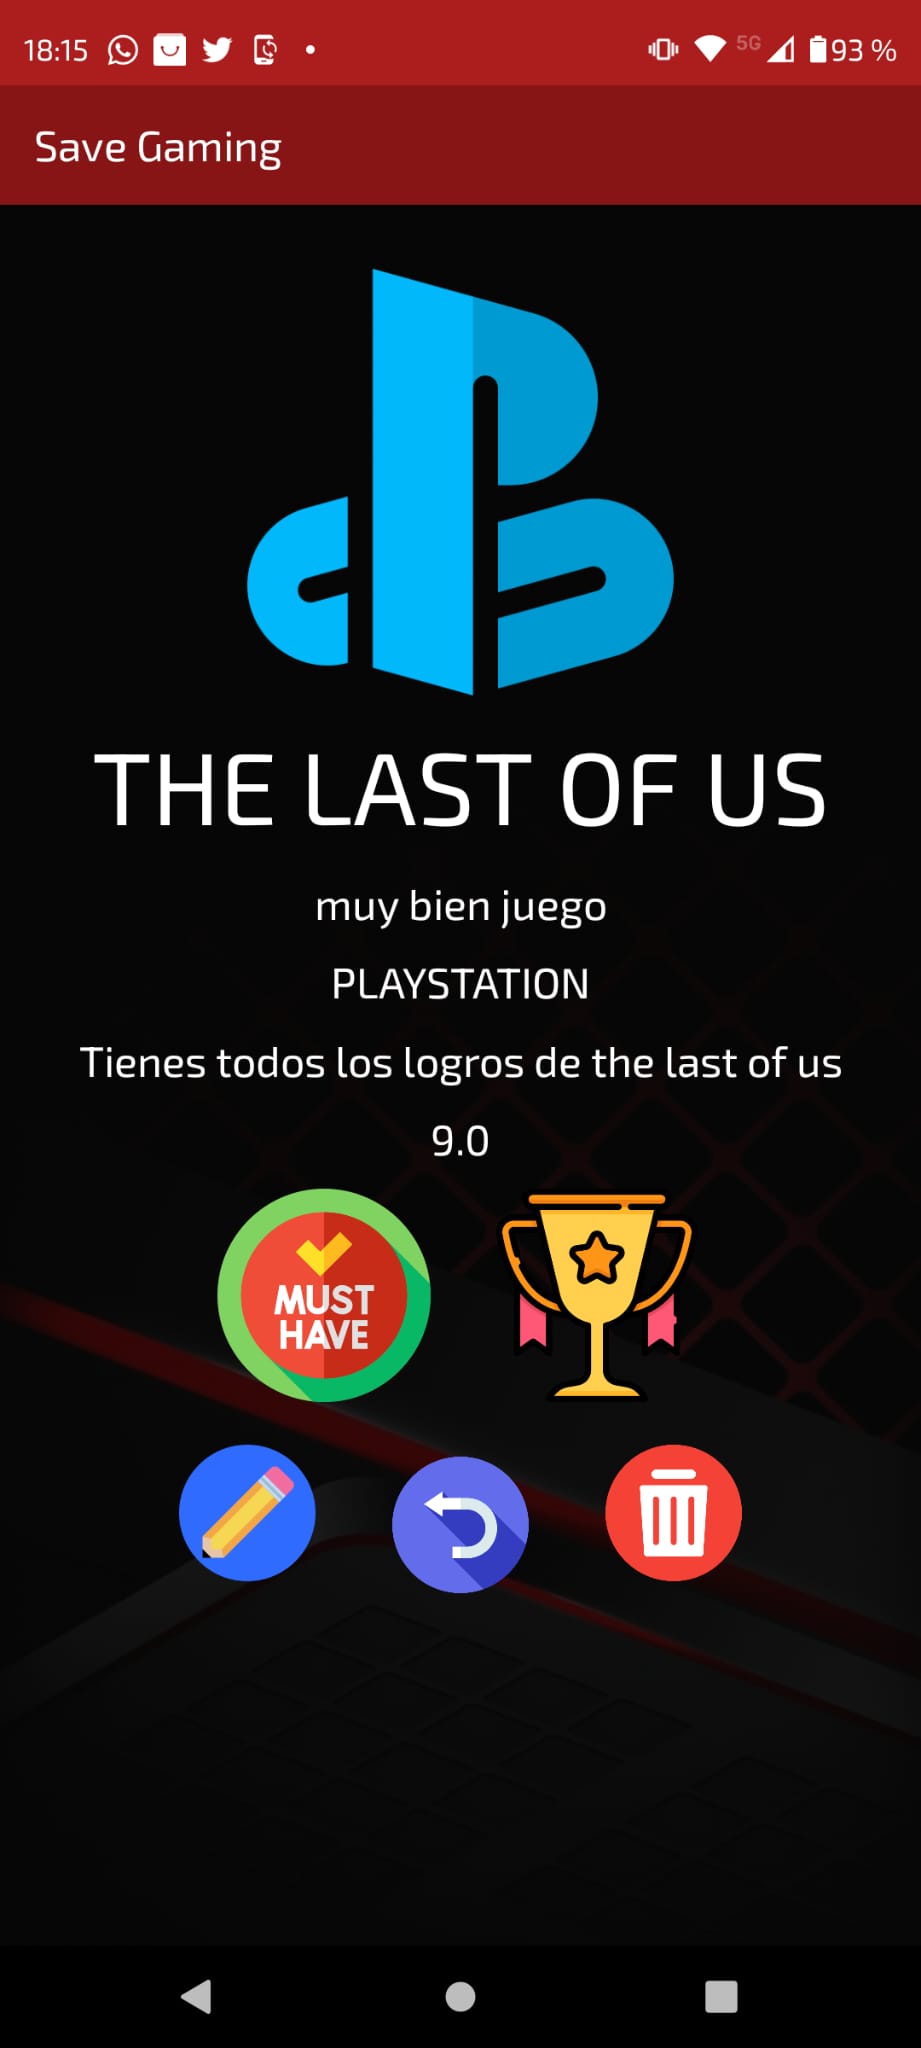 18:15
5G
93 %
Save Gaming
THE LAST OF US
muy bien juego
PLAYSTATION
Tienes todos los logros de the last of us
9.0
MUST
HAVE